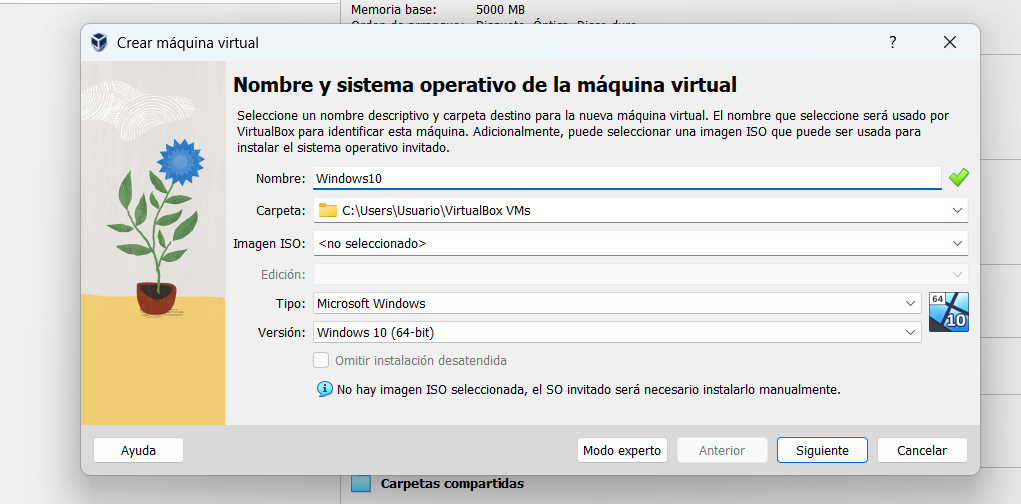 Memoria base: 5000 MB
Crear máquina virtual
?
Nombre y sistema operativo de la máquina virtual
Seleccione un nombre descriptivo y carpeta destino para la nueva máquina virtual. El nombre que seleccione será usado por
VirtualBox para identificar esta máquina. Adicionalmente, puede seleccionar una imagen ISO que puede ser usada para
instalar el sistema operativo invitado.
Nombre: Windows10
Carpeta: C:\Users\Usuario\VirtualBox VMs
Imagen ISO: <no seleccionado>
Edición:
Tipo: Microsoft Windows
64
10
Versión: Windows 10 (64-bit)
Omitir instalación desatendida
No hay imagen ISO seleccionada, el SO invitado será necesario instalarlo manualmente.
Ayuda Modo experto Anterior Siguiente Cancelar
Carpetas compartidas